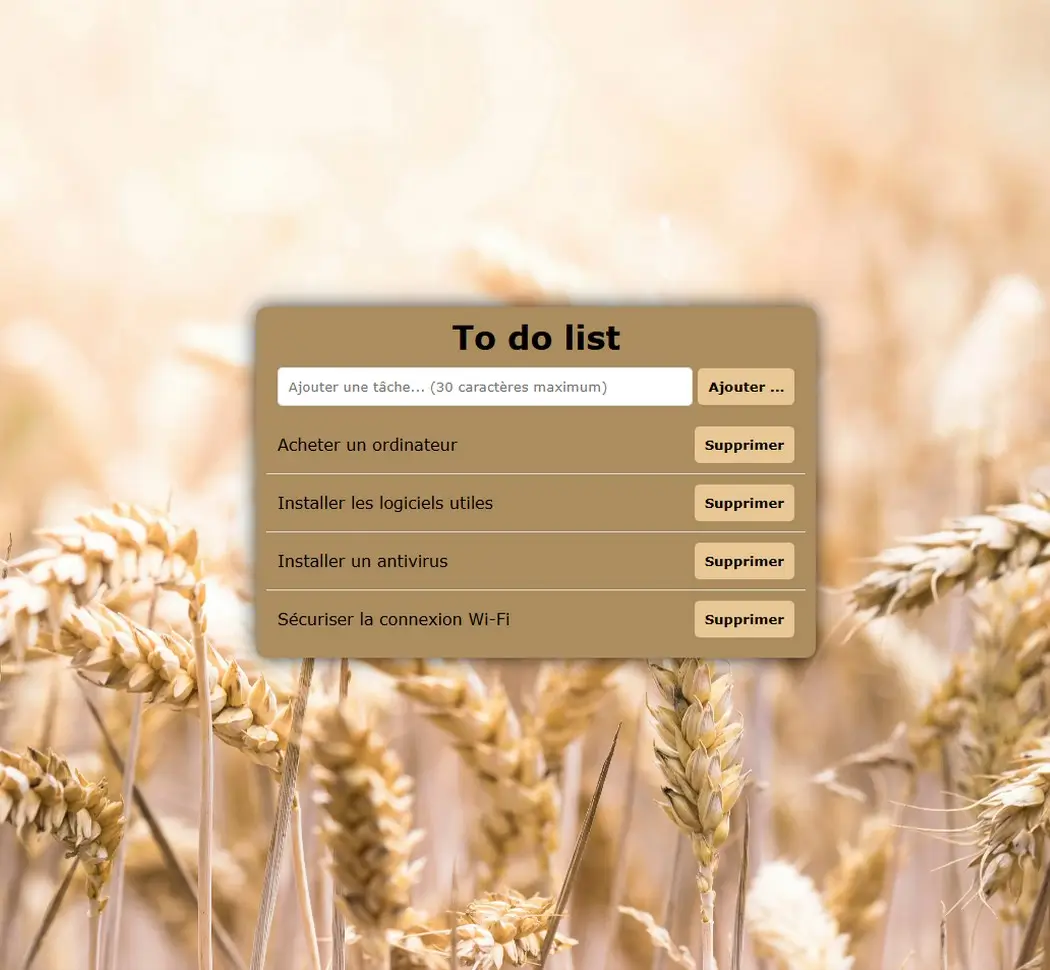 To do list
Ajouter une tâche... (30 caractères maximum) Ajouter ...
Acheter un ordinateur Supprimer
Installer les logiciels utiles Supprimer
Installer un antivirus Supprimer
Sécuriser la connexion Wi-Fi Supprimer